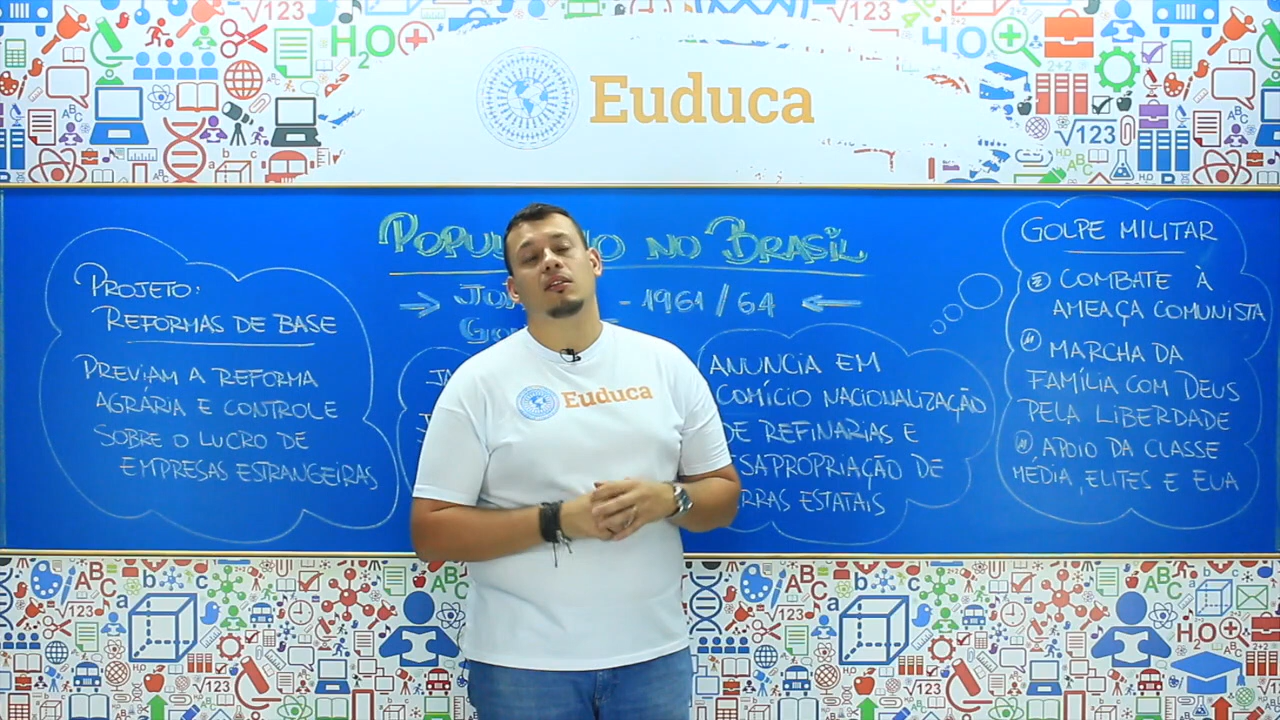 Euduca
POPU NO BRASIL
- 1961/64
PROJETO:
REFORMAS DE BASE
PREVIAM A REFORMA
AGRÁRIA E CONTROLE
SOBRE O LUCRO DE
EMPRESAS ESTRANGEIRAS
ANUNCIA EM
COMÍCIO NACIONALIZAÇÃO
DE REFINARIAS E
SAPROPRIAÇÃO DE
RRAS ESTATAIS
GOLPE MILITAR
COMBATE À
AMEAÇA COMUNISTA
MARCHA DA
FAMÍLIA COM DEUS
PELA LIBERDADE
APOIO DA CLASSE
MÉDIA, ELITES E EUA
Euduca